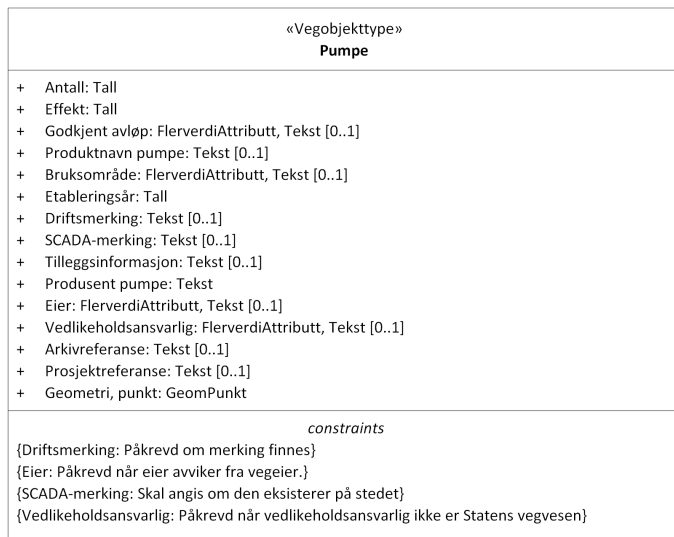 «Vegobjekttype»
Pumpe
+ Antall: Tall
+ Effekt: Tall
+ Godkjent avløp: FlerverdiAttributt, Tekst [0..1]
+ Produktnavn pumpe: Tekst [0..1]
+ Bruksområde: FlerverdiAttributt, Tekst [0..1]
+ Etableringsår: Tall
+ Driftsmerking: Tekst [0..1]
+ SCADA-merking: Tekst [0..1]
+ Tilleggsinformasjon: Tekst [0..1]
+ Produsent pumpe: Tekst
+ Eier: FlerverdiAttributt, Tekst [0..1]
+ Vedlikeholdsansvarlig: FlerverdiAttributt, Tekst [0..1]
+ Arkivreferanse: Tekst [0..1]
+ Prosjektreferanse: Tekst [0..1]
+ Geometri, punkt: GeomPunkt
constraints
{Driftsmerking: Påkrevd om merking finnes}
{Eier: Påkrevd når eier avviker fra vegeier.}
{SCADA-merking: Skal angis om den eksisterer på stedet}
{Vedlikeholdsansvarlig: Påkrevd når vedlikeholdsansvarlig ikke er Statens vegvesen}